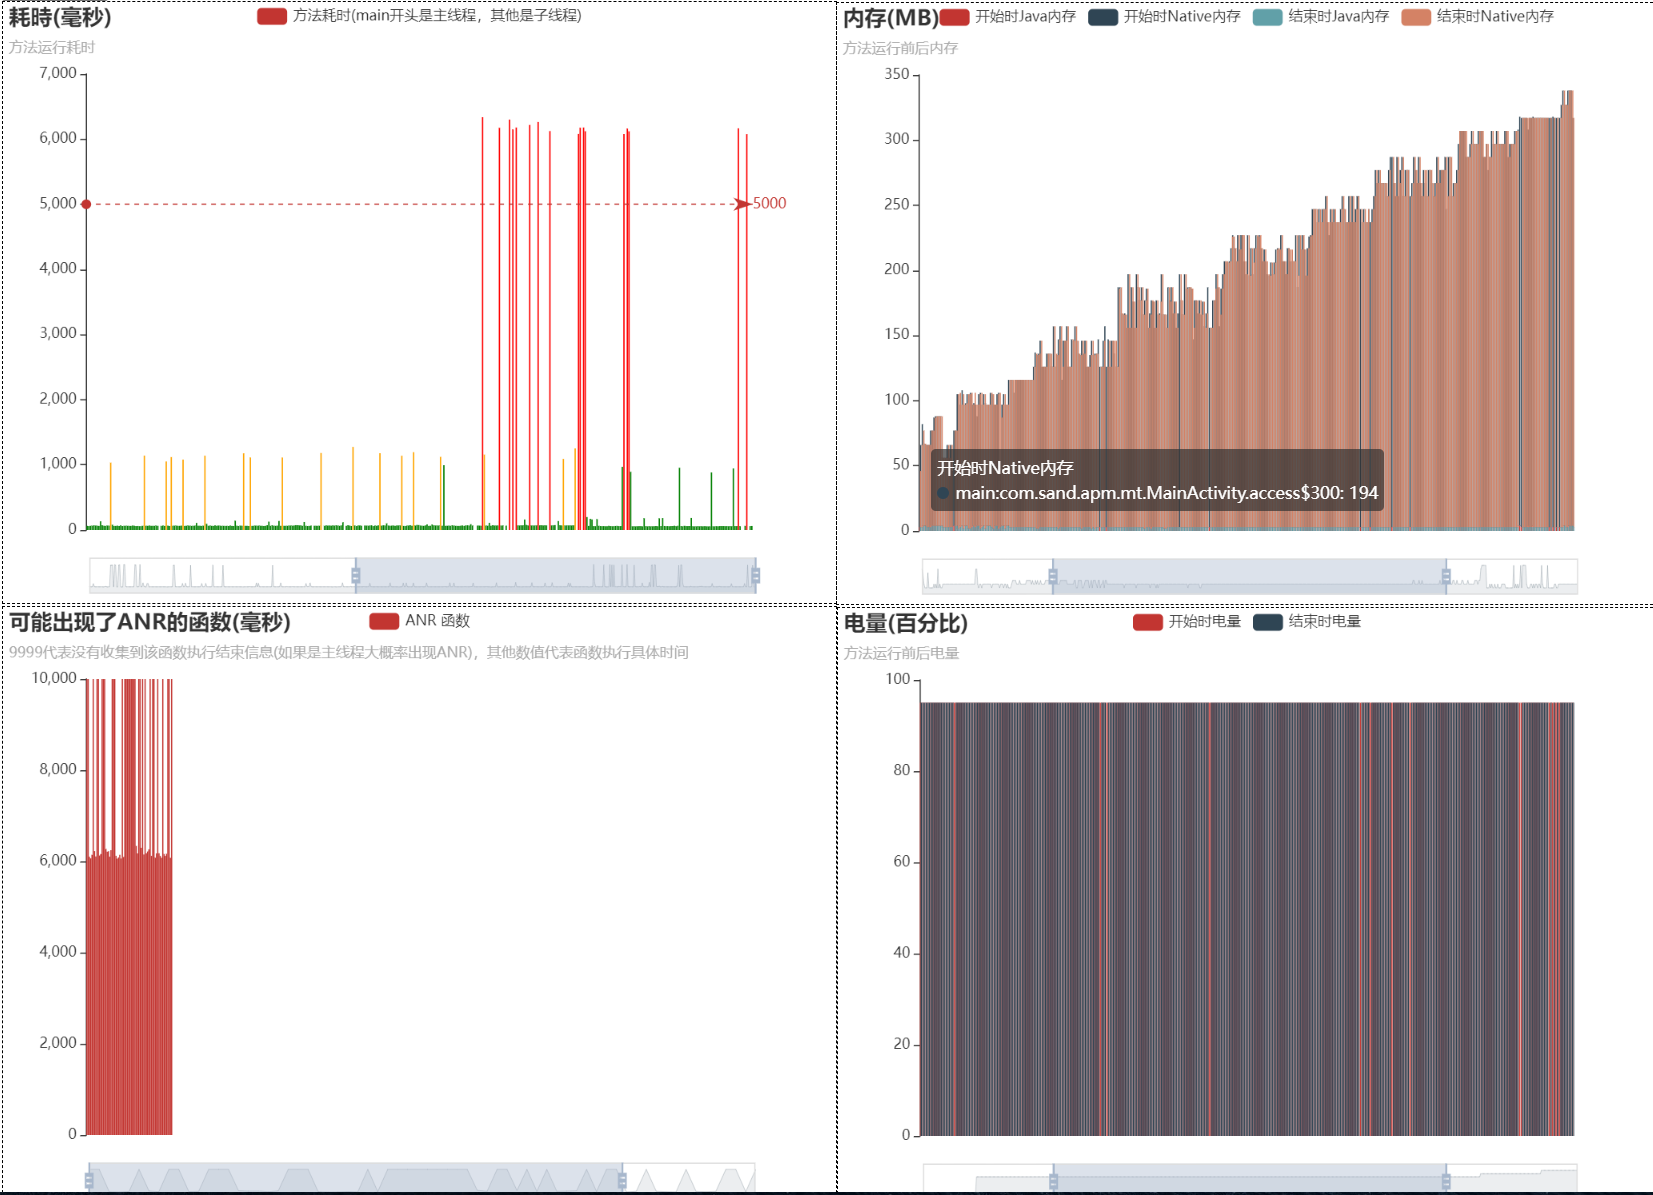 耗時(毫秒)
方法耗时(main开头是主线程，其他是子线程)
方法运行耗时
7,000
6,000
5,000
5000
4,000
3,000
2,000
1,000
0
内存(MB)
开始时Java内存
开始时Native内存
结束时Java内存
结束时Native内存
方法运行前后内存
350
300
250
200
150
100
50
0
开始时Native内存
main:com.sand.apm.mt.MainActivity.access$300: 194
可能出现了ANR的函数(毫秒)
ANR 函数
9999代表没有收集到该函数执行结束信息(如果是主线程大概率出现ANR)，其他数值代表函数执行具体时间
10,000
8,000
6,000
4,000
2,000
0
电量(百分比)
开始时电量
结束时电量
方法运行前后电量
100
80
60
40
20
0